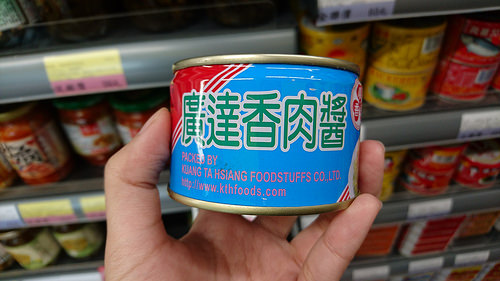 廣達香肉醬
PACKED BY
KUANG TA HSIANG FOODSTUFFS CO., LTD.
http://www.kthfoods.com